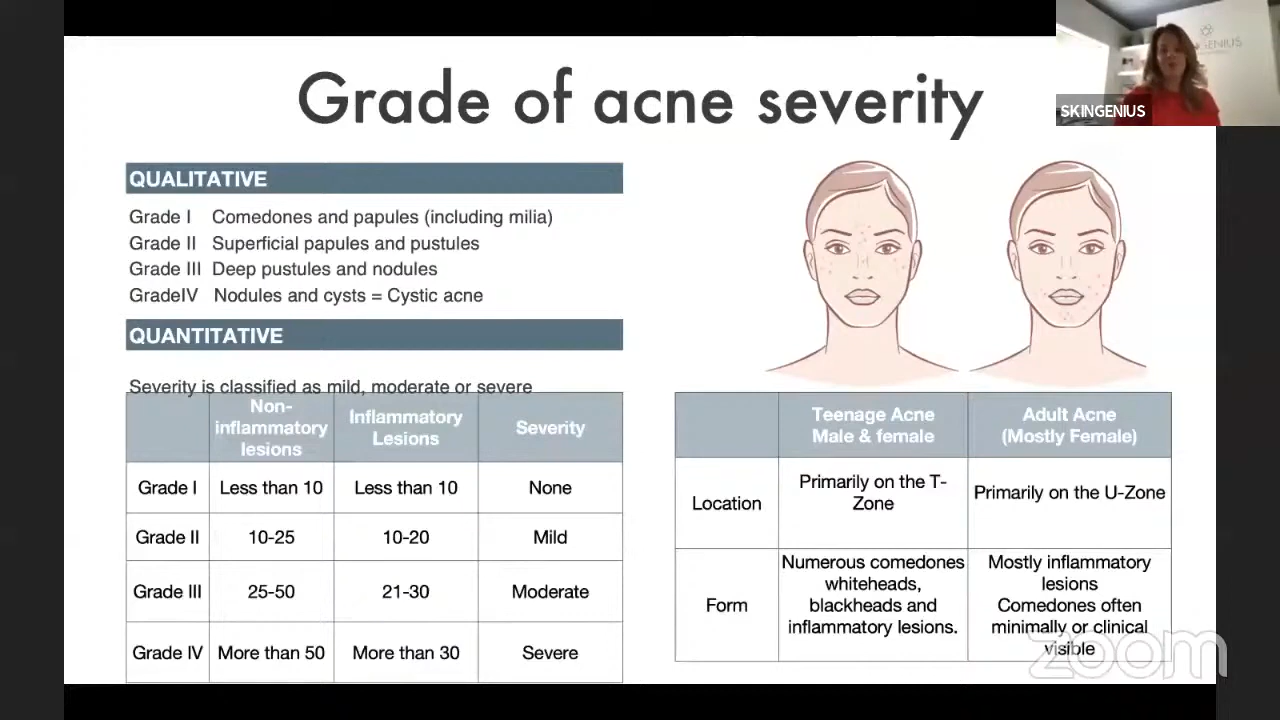 Grade of acne severity
SKINGENIUS
QUALITATIVE
Grade I Comedones and papules (including milia)
Grade II Superficial papules and pustules
Grade III Deep pustules and nodules
GradeIV Nodules and cysts = Cystic acne
QUANTITATIVE
Severity is classified as mild, moderate or severe
Non-
inflammatory
lesions
Inflammatory
Lesions
Severity
Grade I Less than 10 Less than 10 None
Grade II 10-25 10-20 Mild
Grade III 25-50 21-30 Moderate
Grade IV More than 50 More than 30 Severe
Teenage Acne
Male & female
Adult Acne
(Mostly Female)
Location
Primarily on the T-
Zone
Primarily on the U-Zone
Form
Numerous comedones
whiteheads,
blackheads and
inflammatory lesions.
Mostly inflammatory
lesions
Comedones often
minimally or clinical
visible
zoom